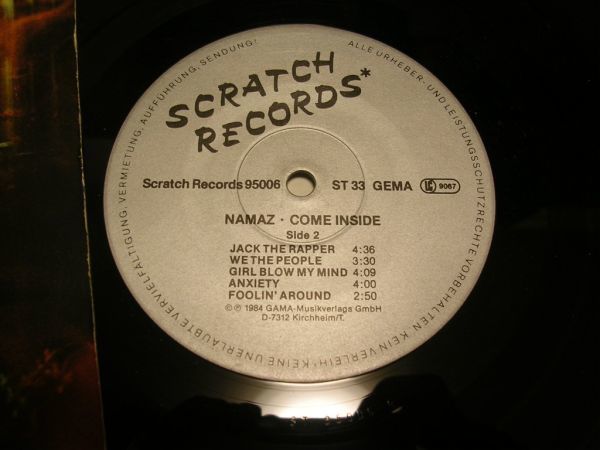 SCRATCH
RECORDS*
Scratch Records 95006 ST 33 GEMA LC 9067
NAMAZ · COME INSIDE
Side 2
JACK THE RAPPER 4:36
WE THE PEOPLE 3:30
GIRL BLOW MY MIND 4:09
ANXIETY 4:00
FOOLIN' AROUND 2:50
© ℗ 1984 GAMA-Musikverlags GmbH
D-7312 Kirchheim/T.
ALLE URHEBER- UND LEISTUNGSSCHUTZRECHTE VORBEHALTEN. KEIN VERLEIH! KEINE UNERLAUBTE VERVIELFÄLTIGUNG, VERMIETUNG, AUFFÜHRUNG, SENDUNG!